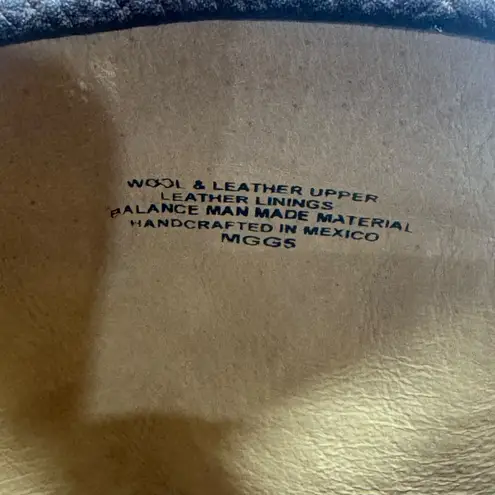 WOOL & LEATHER UPPER
LEATHER LININGS
BALANCE MAN MADE MATERIAL
HANDCRAFTED IN MEXICO
MGG5